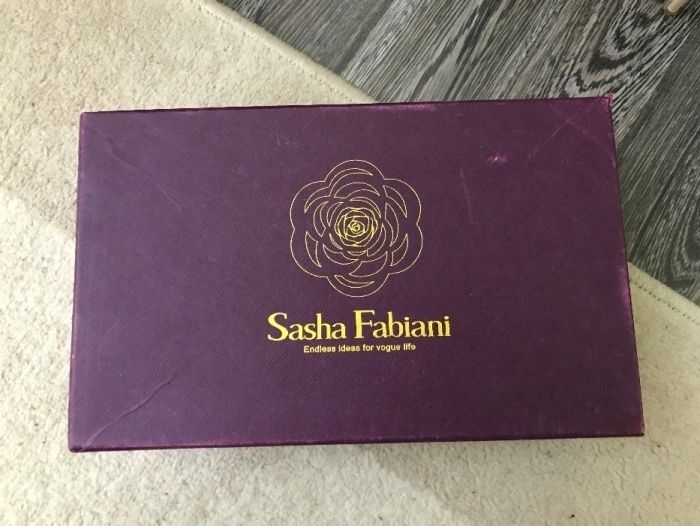 Sasha Fabiani
Endless ideas for vogue life